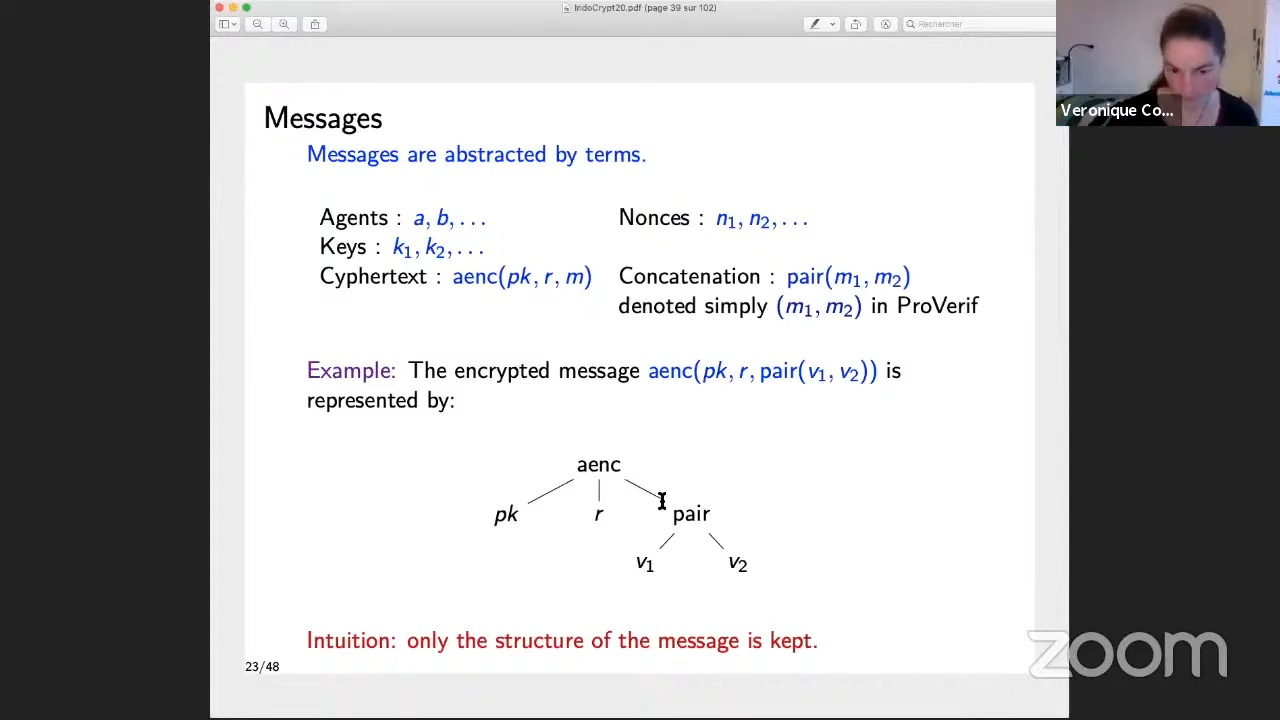 IndoCrypt20.pdf (page 39 sur 102)
Rechercher
Veronique Co...
Messages
Messages are abstracted by terms.
Agents : a, b, . . .
Nonces : n₁, n₂, . . .
Keys : k₁, k₂, . . .
Cyphertext : aenc(pk, r, m)
Concatenation : pair(m₁, m₂)
denoted simply (m₁, m₂) in ProVerif
Example: The encrypted message aenc(pk, r, pair(v₁, v₂)) is
represented by:
aenc
pk r pair
v₁ v₂
Intuition: only the structure of the message is kept.
23/48
zoom